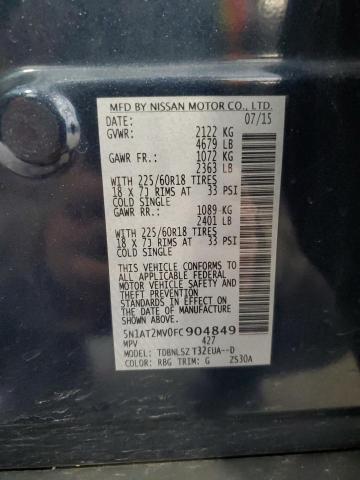 MFD BY NISSAN MOTOR CO., LTD.
07/15
GVWR: 2122 KG
4679 LB
GAWR FR.: 1072 KG
2363 LB
WITH 225/60R18 TIRES
18 X 7J RIMS AT 33 PSI
COLD SINGLE
GAWR RR.: 1089 KG
2401 LB
WITH 225/60R18 TIRES
18 X 7J RIMS AT 33 PSI
COLD SINGLE
THIS VEHICLE CONFORMS TO
ALL APPLICABLE FEDERAL
MOTOR VEHICLE SAFETY AND
THEFT PREVENTION
STANDARDS IN EFFECT ON
THE DATE OF MANUFACTURE
SHOWN ABOVE.
5N1AT2MV0FC904849
MPV 427
MODEL: TDBNLSZ T32EUA--D
COLOR: RBG TRIM: G ZS30A